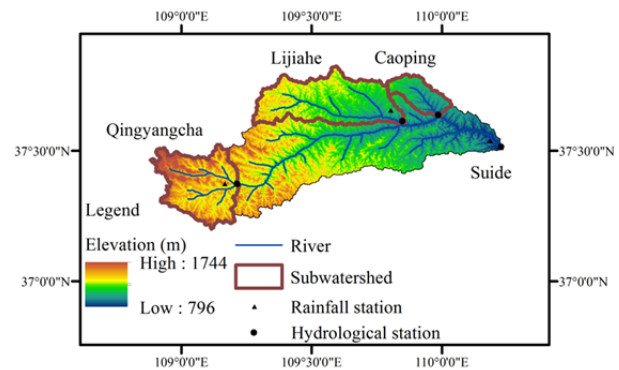 109°0'0"E 109°30'0"E 110°0'0"E
Lijiahe Caoping
Qingyangcha
37°30'0"N 37°30'0"N
Suide
Legend
Elevation (m)
High : 1744
Low : 796
River
Subwatershed
Rainfall station
Hydrological station
37°0'0"N 37°0'0"N
109°0'0"E 109°30'0"E 110°0'0"E